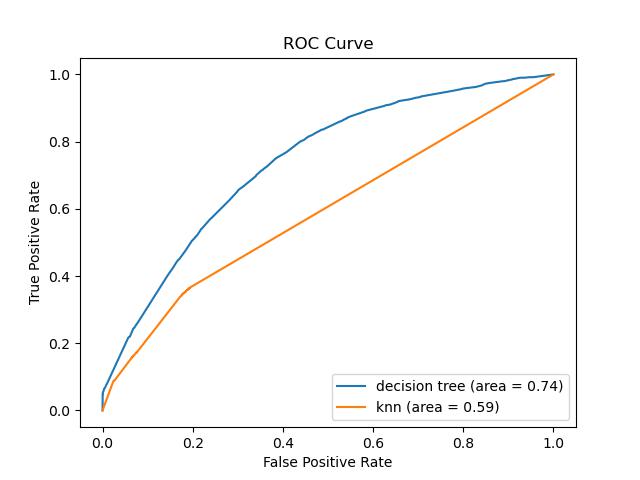 ROC Curve
1.0
0.8
0.6
0.4
0.2
0.0
True Positive Rate
decision tree (area = 0.74)
knn (area = 0.59)
0.0 0.2 0.4 0.6 0.8 1.0
False Positive Rate